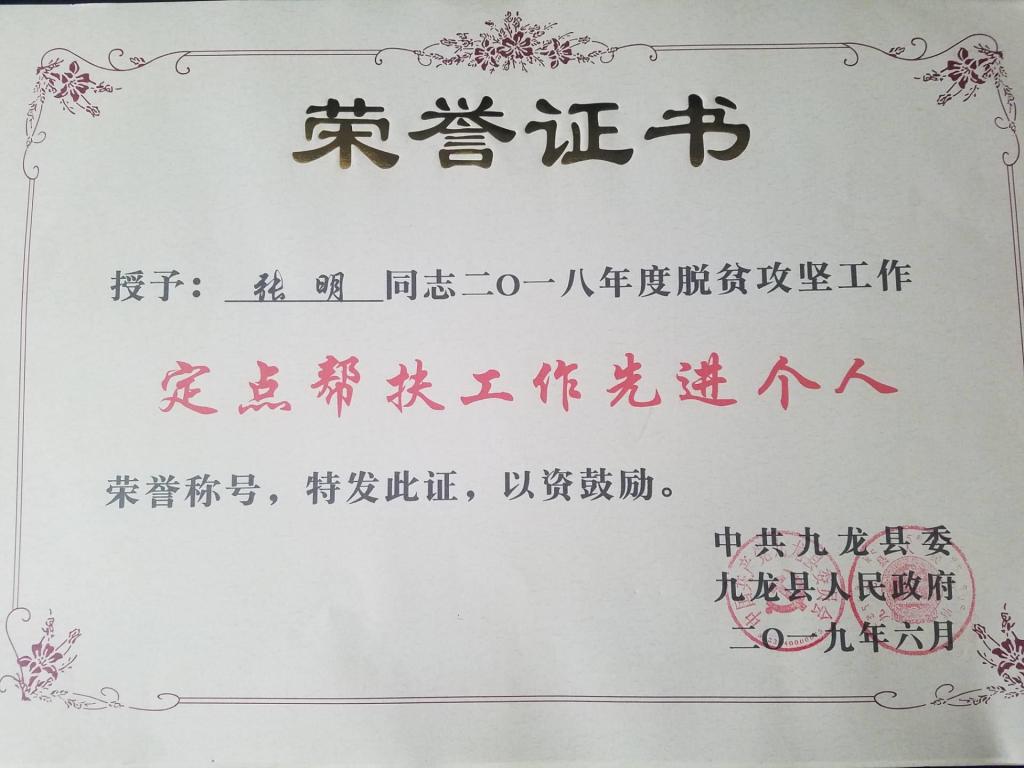 荣誉证书
授予：张明同志二〇一八年度脱贫攻坚工作
定点帮扶工作先进个人
荣誉称号，特发此证，以资鼓励。
中共九龙县委
九龙县人民政府
二〇一九年六月